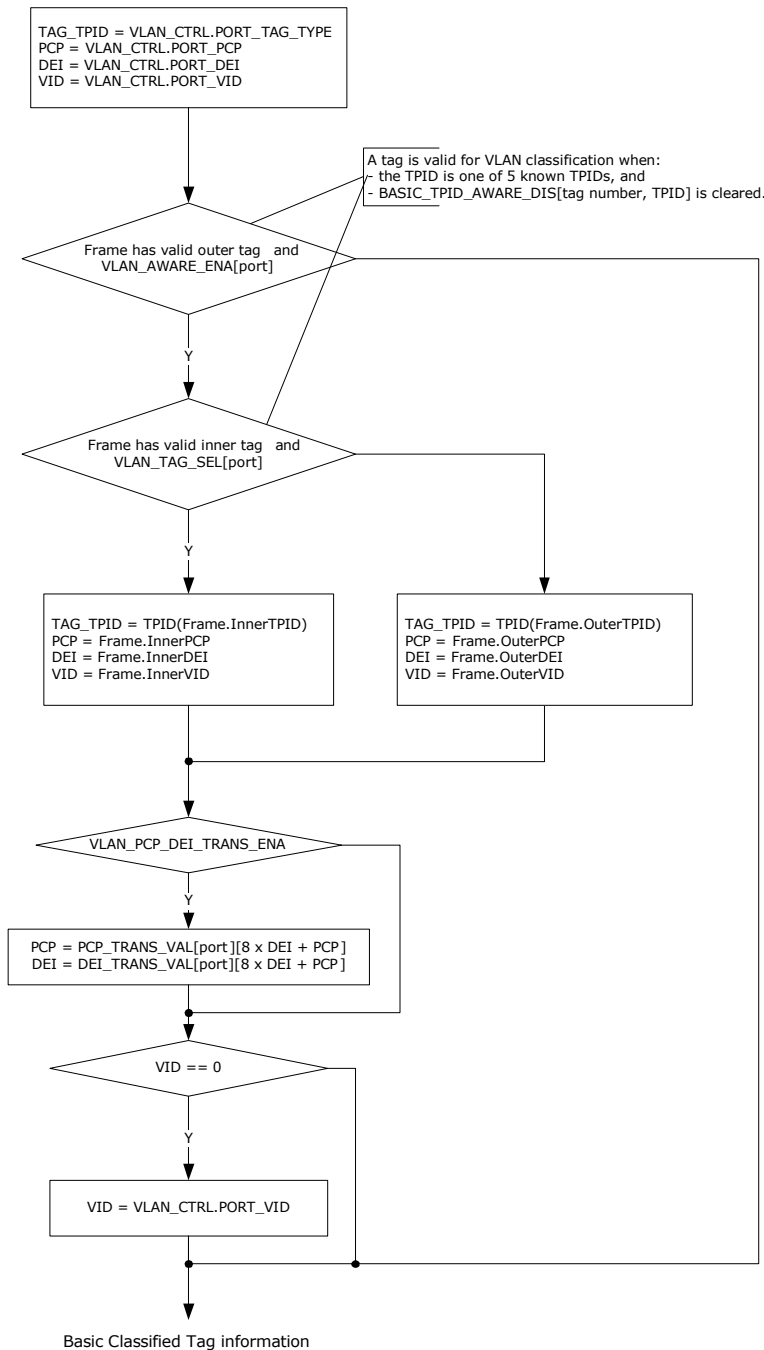 TAG_TPID = VLAN_CTRL.PORT_TAG_TYPE
PCP = VLAN_CTRL.PORT_PCP
DEI = VLAN_CTRL.PORT_DEI
VID = VLAN_CTRL.PORT_VID
A tag is valid for VLAN classification when:
- the TPID is one of 5 known TPIDs, and
- BASIC_TPID_AWARE_DIS[tag number, TPID] is cleared.
Frame has valid outer tag and
VLAN_AWARE_ENA[port]
Y
Frame has valid inner tag and
VLAN_TAG_SEL[port]
Y
TAG_TPID = TPID(Frame.InnerTPID)
PCP = Frame.InnerPCP
DEI = Frame.InnerDEI
VID = Frame.InnerVID
TAG_TPID = TPID(Frame.OuterTPID)
PCP = Frame.OuterPCP
DEI = Frame.OuterDEI
VID = Frame.OuterVID
VLAN_PCP_DEI_TRANS_ENA
Y
PCP = PCP_TRANS_VAL[port][8 x DEI + PCP]
DEI = DEI_TRANS_VAL[port][8 x DEI + PCP]
VID == 0
Y
VID = VLAN_CTRL.PORT_VID
Basic Classified Tag information